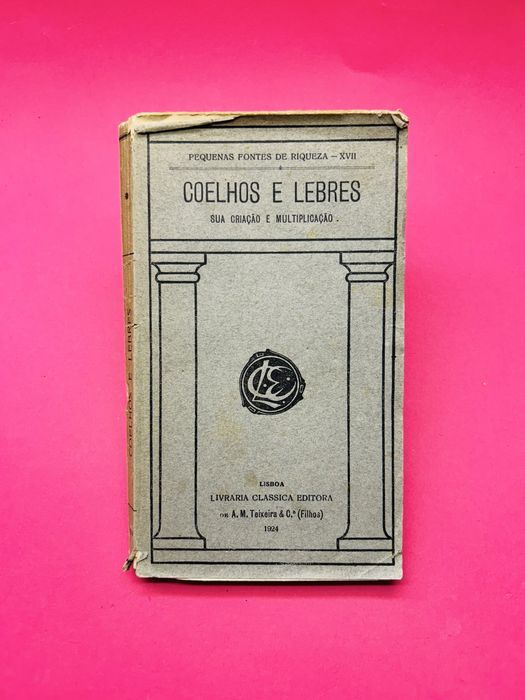 PEQUENAS FONTES DE RIQUEZA — XVII
COELHOS E LEBRES
SUA CRIAÇÃO E MULTIPLICAÇÃO .
LCE
LISBOA
LIVRARIA CLASSICA EDITORA
DE A. M. Teixeira & C.ª (Filhos)
1924
COELHOS E LEBRES